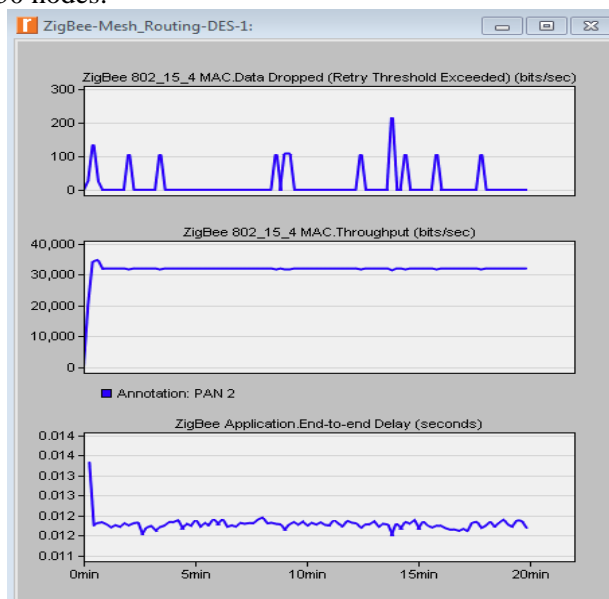 ZigBee-Mesh_Routing-DES-1:
ZigBee 802_15_4 MAC.Data Dropped (Retry Threshold Exceeded) (bits/sec)
300
200
100
0
ZigBee 802_15_4 MAC.Throughput (bits/sec)
40,000
30,000
20,000
10,000
0
Annotation: PAN 2
ZigBee Application.End-to-end Delay (seconds)
0.014
0.014
0.013
0.013
0.012
0.012
0.011
0min 5min 10min 15min 20min